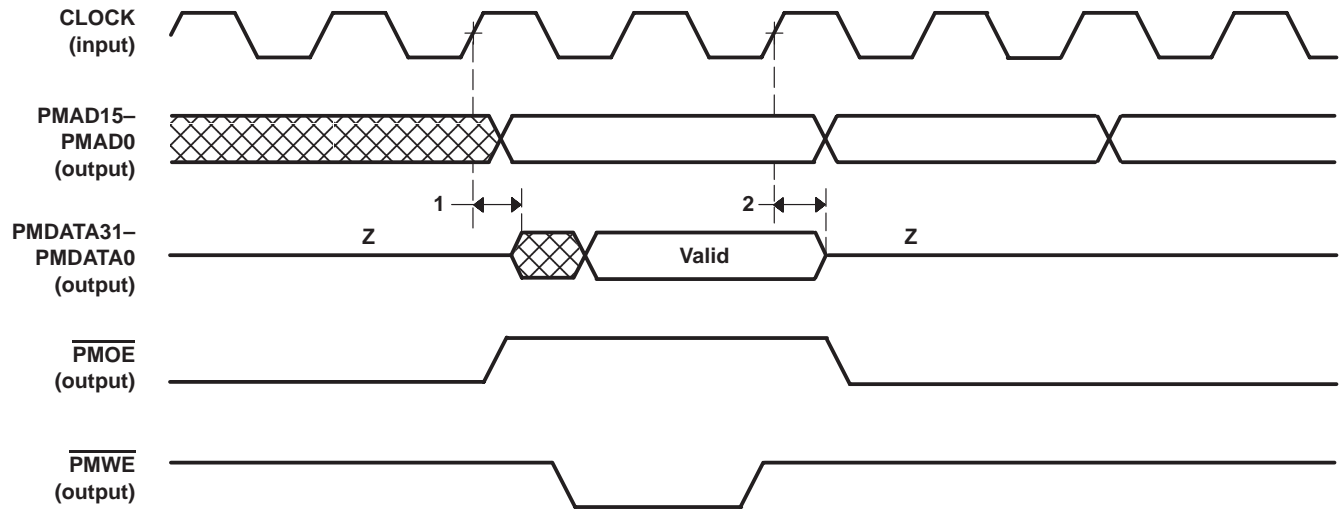 CLOCK
(input)
PMAD15–
PMAD0
(output)
1
2
PMDATA31–
PMDATA0
(output)
Z
Valid
Z
PMOE
(output)
PMWE
(output)